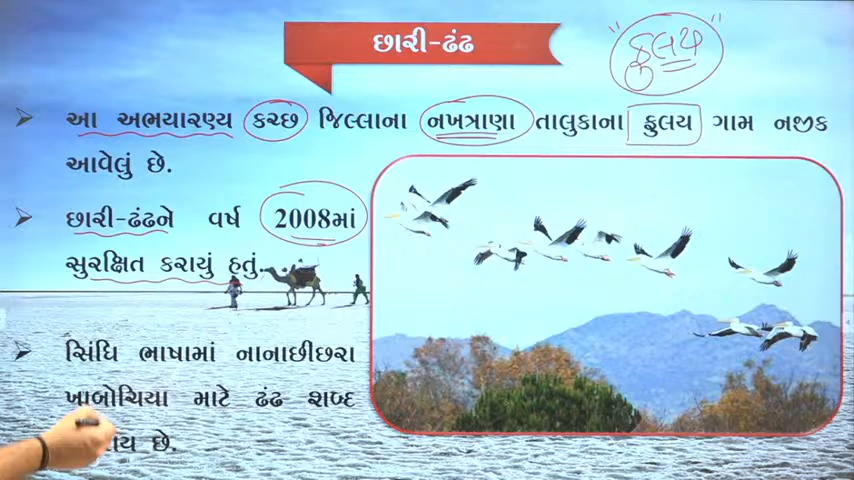 છારી-ઢંઢ
"ફુલય"
આ અભયારણ્ય કચ્છ જિલ્લાના નખત્રાણા તાલુકાના ફુલય ગામ નજીક
આવેલું છે.
છારી-ઢંઢને વર્ષ 2008માં
સુરક્ષિત કરાયું હતું.
સિંધિ ભાષામાં નાનાછીછરા
ખાબોચિયા માટે ઢંઢ શબ્દ
છે.